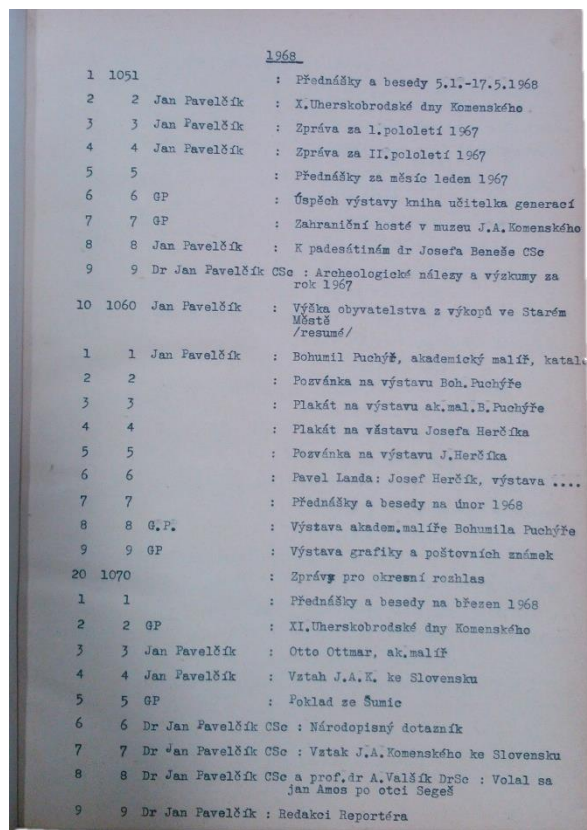 1968
1 1051 : Přednášky a besedy 5.1.-17.5.1968
2 2 Jan Pavelčík : X.Uherskobrodské dny Komenského
3 3 Jan Pavelčík : Zpráva za 1.pololetí 1967
4 4 Jan Pavelčík : Zpráva za II.pololetí 1967
5 5 : Přednášky za měsíc leden 1967
6 6 GP : Úspěch výstavy kniha učitelka generací
7 7 GP : Zahraniční hosté v muzeu J.A.Komenského
8 8 Jan Pavelčík : K padesátinám dr Josefa Beneše CSc
9 9 Dr Jan Pavelčík CSc : Archeologické nálezy a výzkumy za
rok 1967
10 1060 Jan Pavelčík : Výška obyvatelstva z výkopů ve Starém
Městě
/resumé/
1 1 Jan Pavelčík : Bohumil Puchýř, akademický malíř, katal.
2 2 : Pozvánka na výstavu Boh.Puchýře
3 3 : Plakát na výstavu ak.mal.B.Puchýře
4 4 : Plakát na vástavu Josefa Herčíka
5 5 : Pozvánka na výstavu J.Herčíka
6 6 : Pavel Landa: Josef Herčík, výstava ....
7 7 : Přednášky a besedy na únor 1968
8 8 G.P. : Výstava akadem.malíře Bohumila Puchýře
9 9 GP : Výstava grafiky a poštovních známek
20 1070 : Zprávy pro okresní rozhlas
1 1 : Přednášky a besedy na březen 1968
2 2 GP : XI.Uherskobrodské dny Komenského
3 3 Jan Pavelčík : Otto Ottmar, ak.malíř
4 4 Jan Pavelčík : Vztah J.A.K. ke Slovensku
5 5 GP : Poklad ze Šumic
6 6 Dr Jan Pavelčík CSc : Národopisný dotazník
7 7 Dr Jan Pavelčík CSc : Vztak J.A.Komenského ke Slovensku
8 8 Dr Jan Pavelčík CSc a prof.dr A.Valšík DrSc : Volal sa
jan Amos po otci Segeš
9 9 Dr Jan Pavelčík : Redakci Reportéra